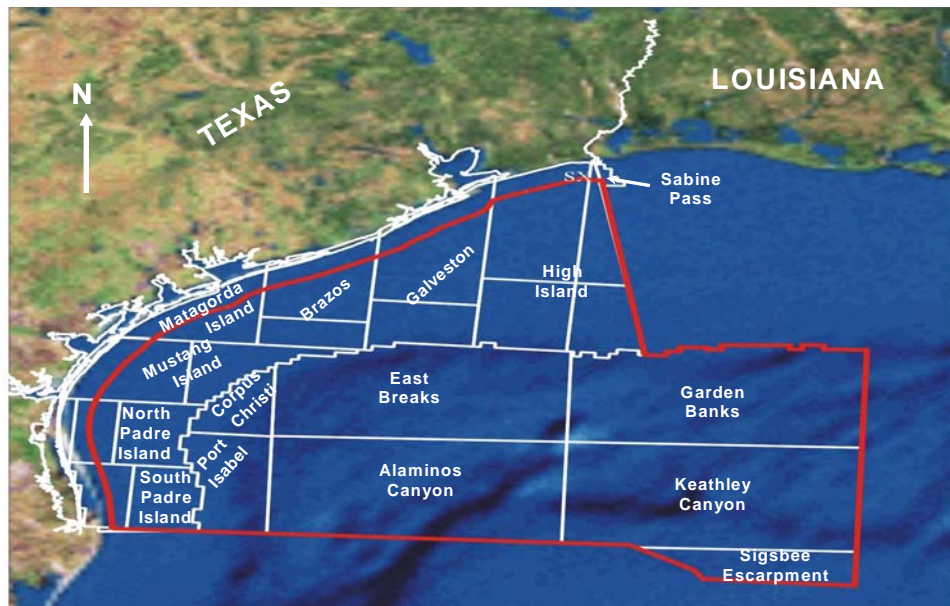 N
TEXAS
LOUISIANA
Sabine
Pass
SX
High
Island
Galveston
Brazos
Matagorda
Island
Mustang
Island
Corpus
Christi
East
Breaks
Garden
Banks
North
Padre
Island
Port
Isabel
South
Padre
Island
Alaminos
Canyon
Keathley
Canyon
Sigsbee
Escarpment